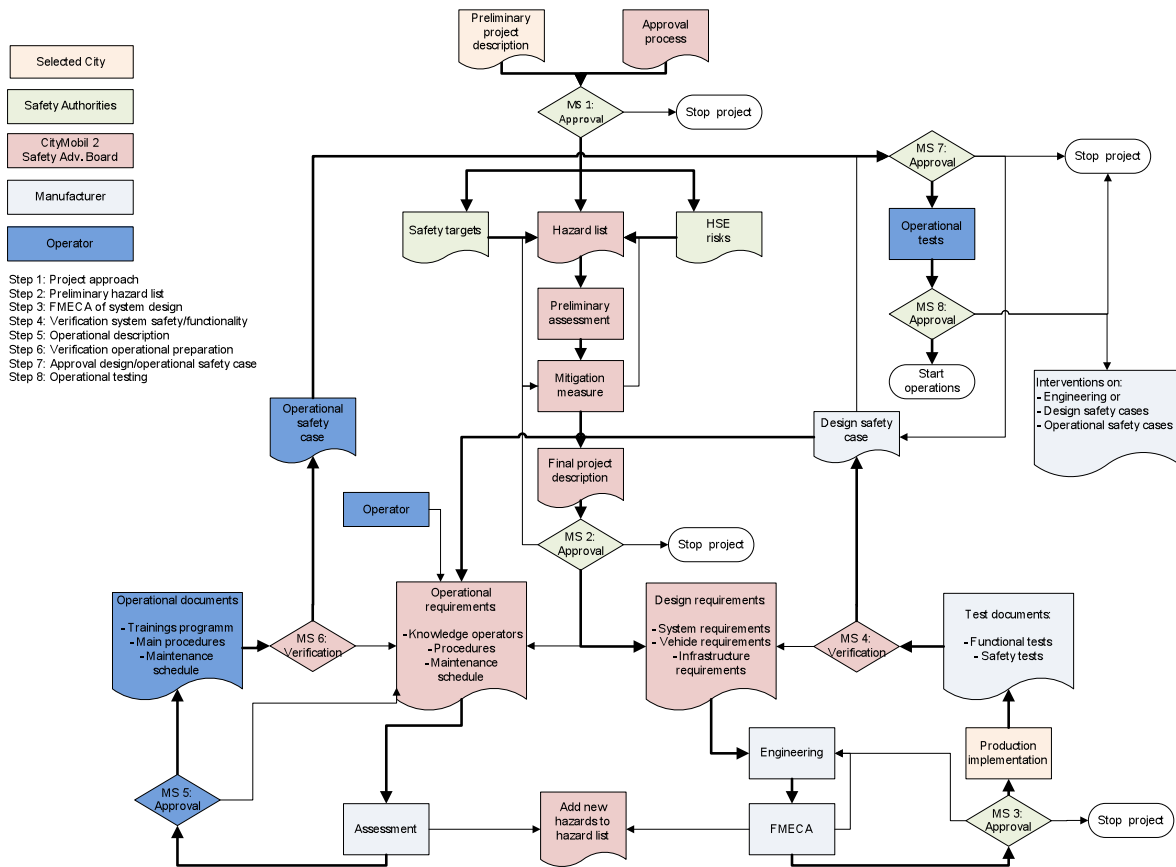 Preliminary
project
description
Approval
process
Selected City
Safety Authorities
CityMobil 2
Safety Adv. Board
Manufacturer
Operator
Step 1: Project approach
Step 2: Preliminary hazard list
Step 3: FMECA of system design
Step 4: Verification system safety/functionality
Step 5: Operational description
Step 6: Verification operational preparation
Step 7: Approval design/operational safety case
Step 8: Operational testing
MS 1:
Approval
Stop project
MS 7:
Approval
Stop project
Safety targets
Hazard list
HSE
risks
Operational
tests
Preliminary
assessment
MS 8:
Approval
Mitigation
measure
Start
operations
Interventions on:
- Engineering or
- Design safety cases
- Operational safety cases
Operational
safety
case
Design safety
case
Final project
description
Operator
MS 2:
Approval
Stop project
Operational documents
- Trainings programm
- Main procedures
- Maintenance
schedule
MS 6:
Verification
Operational
requirements:
- Knowledge operators
- Procedures
- Maintenance
schedule
Design requirements:
- System requirements
- Vehicle requirements
- Infrastructure
requirements
MS 4:
Verification
Test documents:
- Functional tests
- Safety tests
Engineering
Production
implementation
MS 5:
Approval
Assessment
Add new
hazards to
hazard list
FMECA
MS 3:
Approval
Stop project